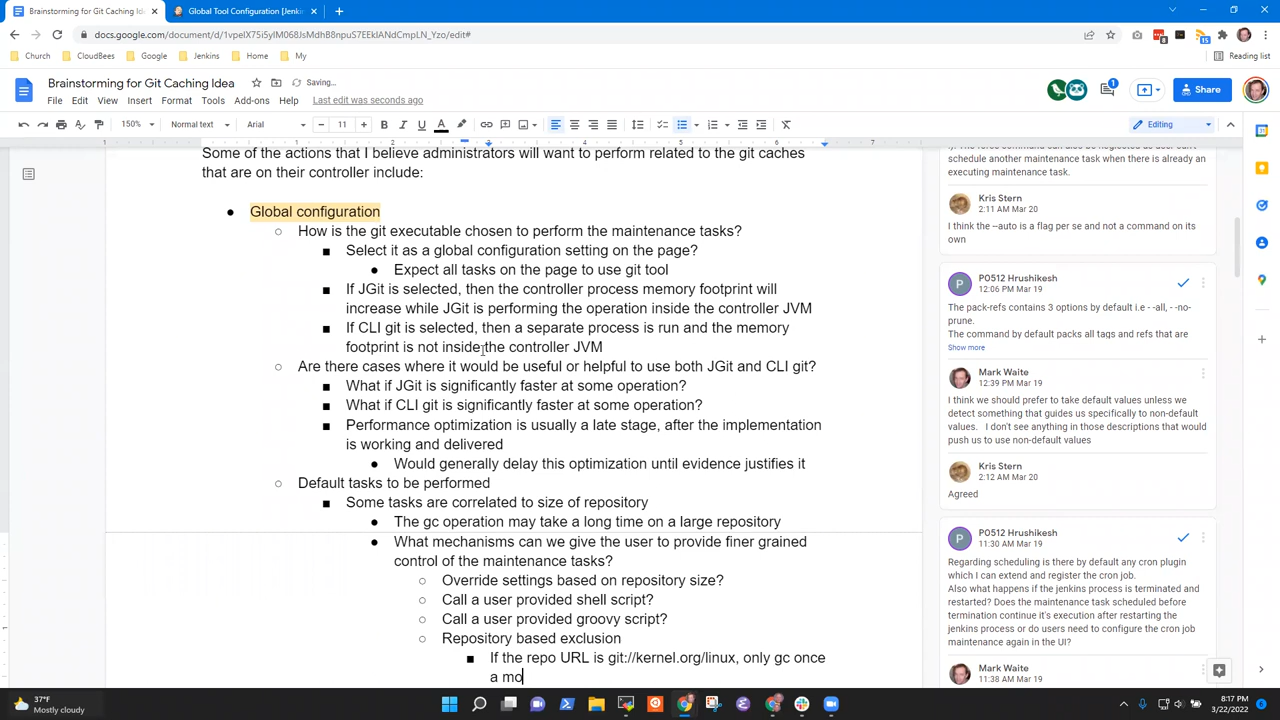 Brainstorming for Git Caching Id
Global Tool Configuration [Jenki
docs.google.com/document/d/1vpelX75i5ylM068JsMdhB8npuS7EEklANdCmpLN_Yzo/edit#
Church
CloudBees
Google
Jenkins
Home
My
Reading list
Brainstorming for Git Caching Idea
Saving...
File Edit View Insert Format Tools Add-ons Help Last edit was seconds ago
Share
150% Normal text Arial 11 Editing
Some of the actions that I believe administrators will want to perform related to the git caches
that are on their controller include:
Global configuration
How is the git executable chosen to perform the maintenance tasks?
Select it as a global configuration setting on the page?
Expect all tasks on the page to use git tool
If JGit is selected, then the controller process memory footprint will
increase while JGit is performing the operation inside the controller JVM
If CLI git is selected, then a separate process is run and the memory
footprint is not inside the controller JVM
Are there cases where it would be useful or helpful to use both JGit and CLI git?
What if JGit is significantly faster at some operation?
What if CLI git is significantly faster at some operation?
Performance optimization is usually a late stage, after the implementation
is working and delivered
Would generally delay this optimization until evidence justifies it
Default tasks to be performed
Some tasks are correlated to size of repository
The gc operation may take a long time on a large repository
What mechanisms can we give the user to provide finer grained
control of the maintenance tasks?
Override settings based on repository size?
Call a user provided shell script?
Call a user provided groovy script?
Repository based exclusion
If the repo URL is git://kernel.org/linux, only gc once
a mo
schedule another maintenance task when there is already an
executing maintenance task.
Kris Stern
2:11 AM Mar 20
I think the --auto is a flag per se and not a command on its
own
P0512 Hrushikesh
12:06 PM Mar 19
The pack-refs contains 3 options by default i.e - -all, - -no-
prune.
The command by default packs all tags and refs that are
Show more
Mark Waite
12:39 PM Mar 19
I think we should prefer to take default values unless we
detect something that guides us specifically to non-default
values. I don't see anything in those descriptions that would
push us to use non-default values
Kris Stern
2:12 AM Mar 20
Agreed
P0512 Hrushikesh
11:30 AM Mar 19
Regarding scheduling is there by default any cron plugin
which I can extend and register the cron job.
Also what happens if the jenkins process is terminated and
restarted? Does the maintenance task scheduled before
termination continue it's execution after restarting the
jenkins process or do users need to configure the cron job
maintenance again in the UI?
Mark Waite
11:38 AM Mar 19
37°F
Mostly cloudy
8:17 PM
3/22/2022